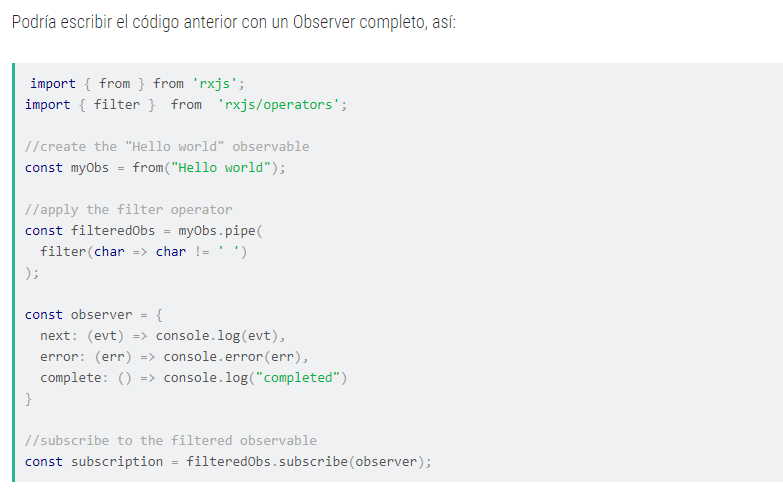 Podría escribir el código anterior con un Observer completo, así:
import { from } from 'rxjs';
import { filter }  from  'rxjs/operators';
//create the "Hello world" observable
const myObs = from("Hello world");
//apply the filter operator
const filteredObs = myObs.pipe(
  filter(char => char != ' ')
);
const observer = {
  next: (evt) => console.log(evt),
  error: (err) => console.error(err),
  complete: () => console.log("completed")
}
//subscribe to the filtered observable
const subscription = filteredObs.subscribe(observer);